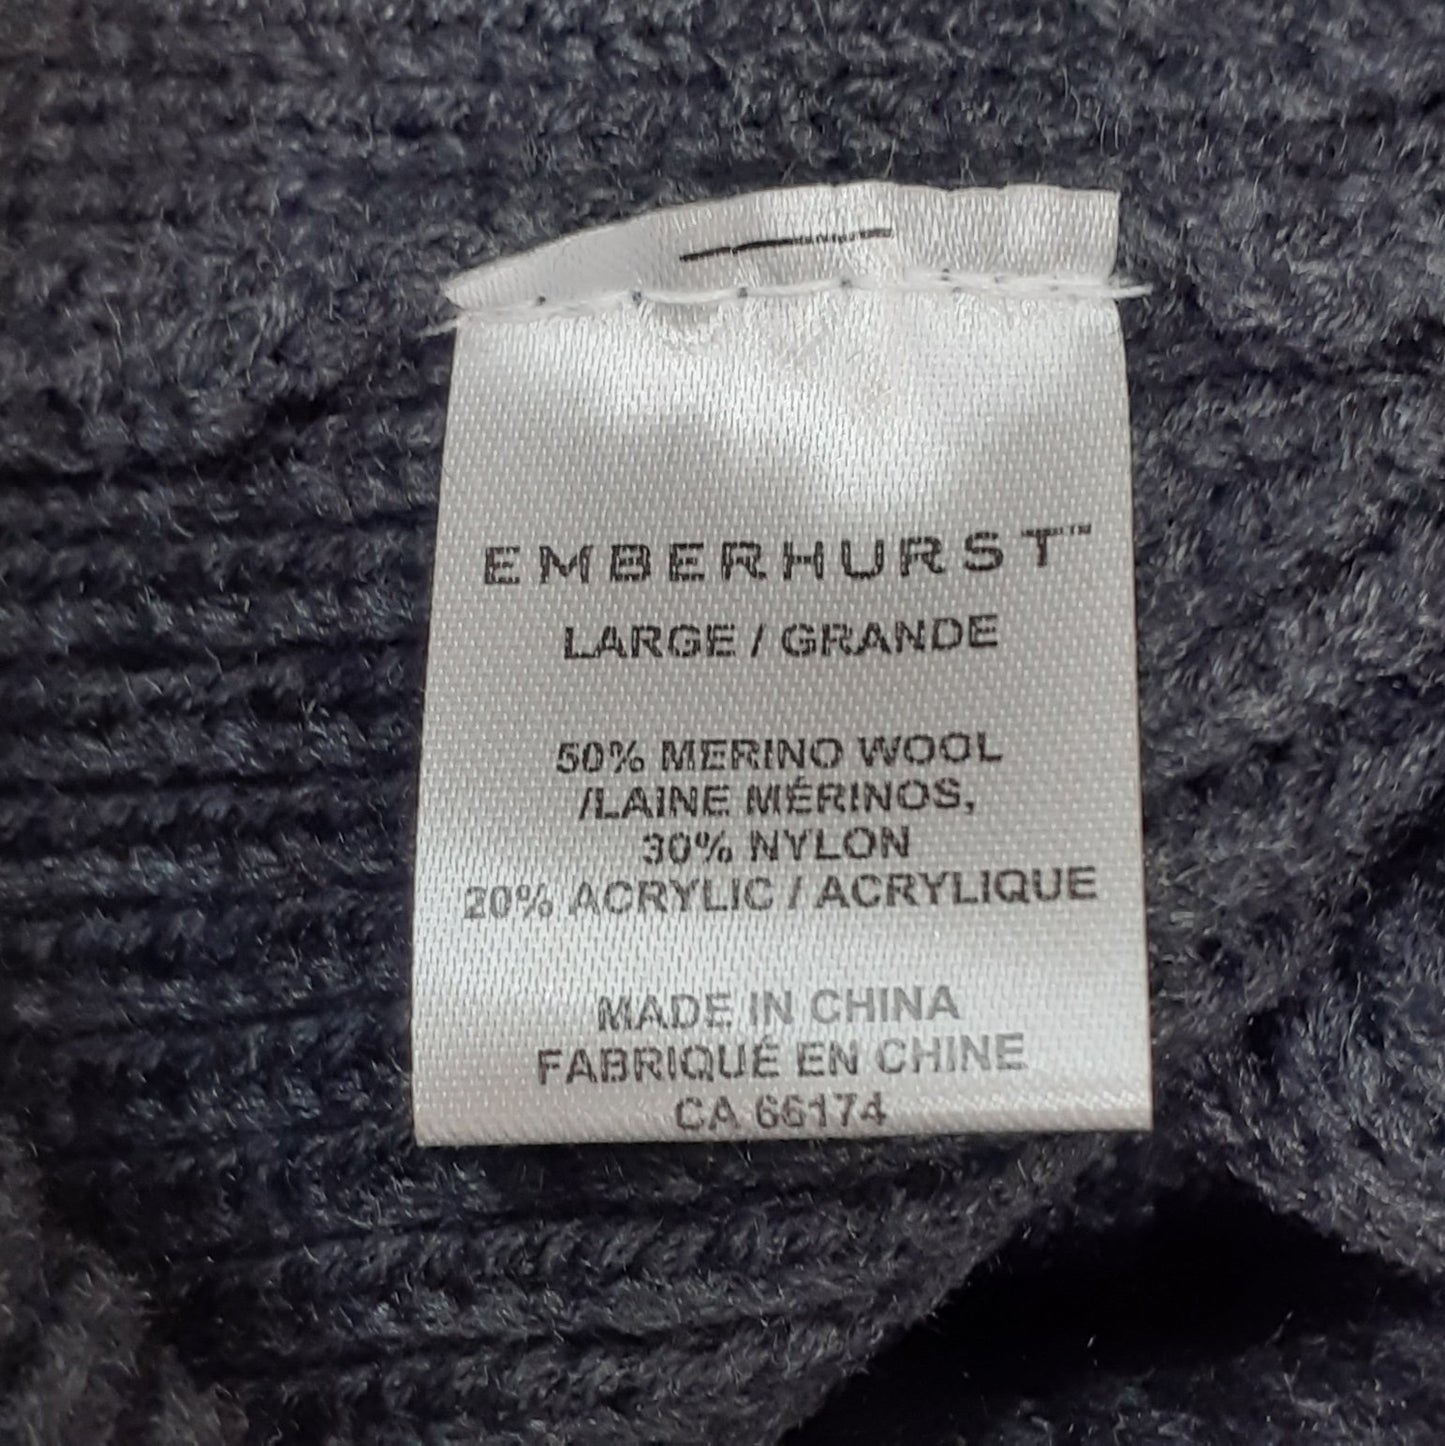 EMBERHURST™
LARGE / GRANDE
50% MERINO WOOL
/LAINE MÉRINOS,
30% NYLON
20% ACRYLIC / ACRYLIQUE
MADE IN CHINA
FABRIQUÉ EN CHINE
CA 66174